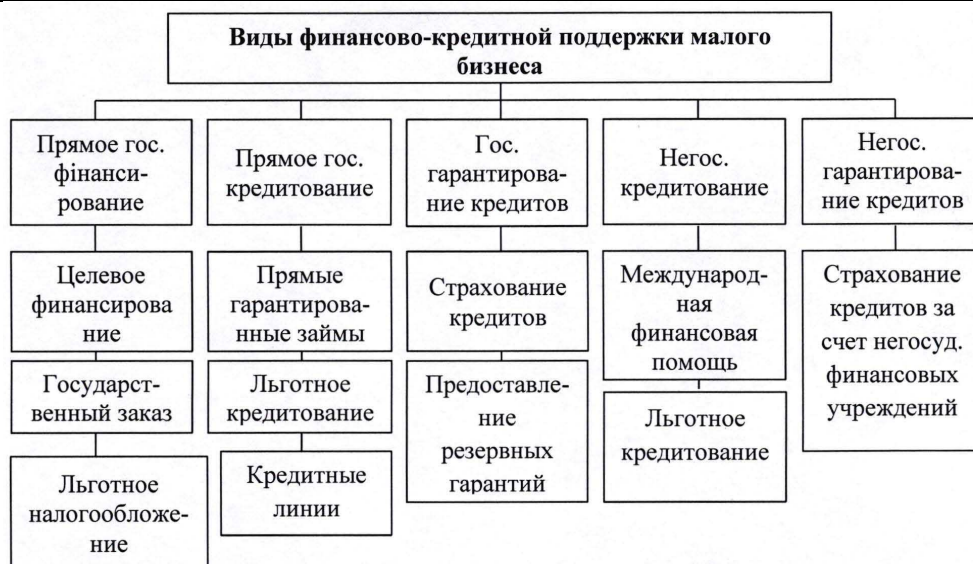 Виды финансово-кредитной поддержки малого
бизнеса
Прямое гос.
фінанси-
рование
Прямое гос.
кредитование
Гос.
гарантирова-
ние кредитов
Негос.
кредитование
Негос.
гарантирова-
ние кредитов
Целевое
финансирова
ние
Прямые
гарантирова-
нные займы
Страхование
кредитов
Международ-
ная
финансовая
помощь
Страхование
кредитов за
счет негосуд.
финансовых
учреждений
Государст-
венный заказ
Льготное
кредитование
Предоставле-
ние
резервных
гарантий
Льготное
кредитование
Льготное
налогообложе-
ние
Кредитные
линии